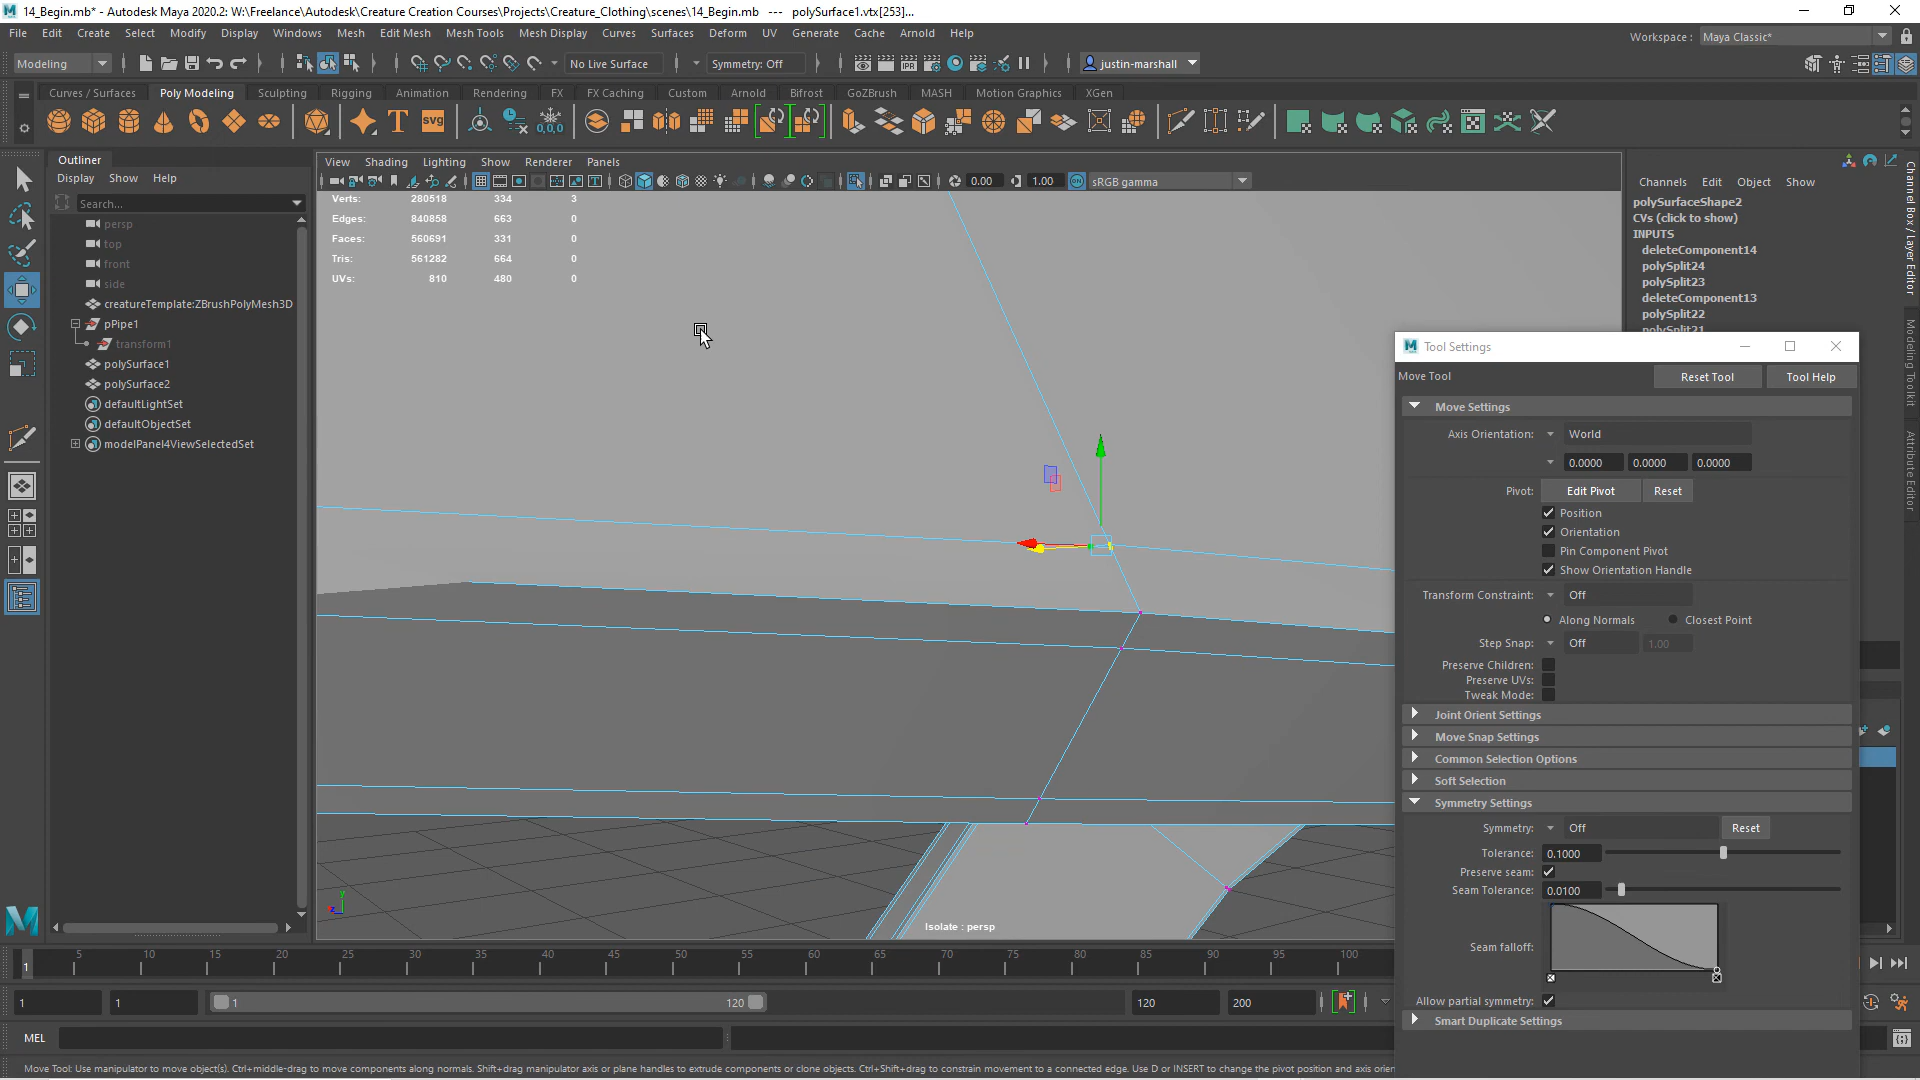 14_Begin.mb* - Autodesk Maya 2020.2: W:\Freelance\Autodesk\Creature Creation Courses\Projects\Creature_Clothing\scenes\14_Begin.mb --- polySurface1.vtx[253]...
File Edit Create Select Modify Display Windows Mesh Edit Mesh Mesh Tools Mesh Display Curves Surfaces Deform UV Generate Cache Arnold Help
Workspace : Maya Classic*
Modeling No Live Surface Symmetry: Off justin-marshall
Curves / Surfaces Poly Modeling Sculpting Rigging Animation Rendering FX FX Caching Custom Arnold Bifrost GoZBrush MASH Motion Graphics XGen
Outliner
Display Show Help
Search...
persp
top
front
side
creatureTemplate:ZBrushPolyMesh3D
pPipe1
transform1
polySurface1
polySurface2
defaultLightSet
defaultObjectSet
modelPanel4ViewSelectedSet
View Shading Lighting Show Renderer Panels
0.00 1.00 sRGB gamma
Verts: 280518 334 3
Edges: 840858 663 0
Faces: 560691 331 0
Tris: 561282 664 0
UVs: 810 480 0
Isolate : persp
Channels Edit Object Show
polySurfaceShape2
CVs (click to show)
INPUTS
deleteComponent14
polySplit24
polySplit23
deleteComponent13
polySplit22
polySplit21
Channel Box / Layer Editor
Modeling Toolkit
Attribute Editor
Tool Settings
Move Tool Reset Tool Tool Help
Move Settings
Axis Orientation: World
0.0000 0.0000 0.0000
Pivot: Edit Pivot Reset
Position
Orientation
Pin Component Pivot
Show Orientation Handle
Transform Constraint: Off
Along Normals Closest Point
Step Snap: Off 1.00
Preserve Children:
Preserve UVs:
Tweak Mode:
Joint Orient Settings
Move Snap Settings
Common Selection Options
Soft Selection
Symmetry Settings
Symmetry: Off Reset
Tolerance: 0.1000
Preserve seam:
Seam Tolerance: 0.0100
Seam falloff:
Allow partial symmetry:
Smart Duplicate Settings
1 5 10 15 20 25 30 35 40 45 50 55 60 65 70 75 80 85 90 95 100
1 1 1 120 120 200
MEL
Move Tool: Use manipulator to move object(s). Ctrl+middle-drag to move components along normals. Shift+drag manipulator axis or plane handles to extrude components or clone objects. Ctrl+Shift+drag to constrain movement to a connected edge. Use D or INSERT to change the pivot position and axis orien